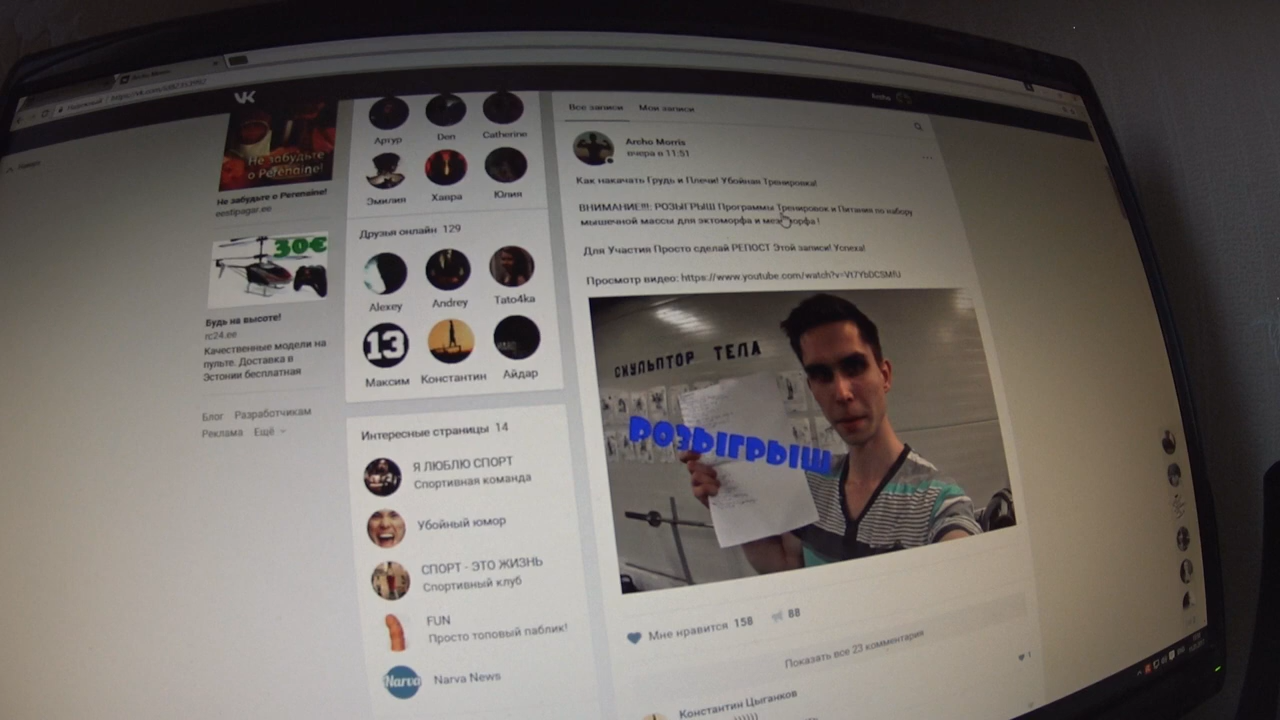 Archo Morris
VK
Archo
Не забудьте
о Perenaine!
Не забудьте о Perenaine!
eestipagar.ee
30€
Будь на высоте!
rc24.ee
Качественные модели на
пульте. Доставка в
Эстонии бесплатная
Блог Разработчикам
Реклама Ещё
Артур Den Catherine
Эмилия Хавра Юлия
Друзья онлайн 129
Alexey Andrey Tato4ka
13
Максим Константин Айдар
Интересные страницы 14
Я ЛЮБЛЮ СПОРТ
Спортивная команда
Убойный юмор
СПОРТ - ЭТО ЖИЗНЬ
Спортивный клуб
FUN
Просто топовый паблик!
Narva
Narva News
Все записи Мои записи
Archo Morris
вчера в 11:51
Как накачать Грудь и Плечи! Убойная Тренировка!
ВНИМАНИЕ!!!: РОЗЫГРЫШ Программы Тренировок и Питания по набору
мышечной массы для эктоморфа и мезоморфа !
Для Участия Просто сделай РЕПОСТ Этой записи! Успеха!
Просмотр видео: https://www.youtube.com/watch?v=
СКУЛЬПТОР ТЕЛА
РОЗЫГРЫШ
Мне нравится 158 88
Показать все 23 комментария
1
Константин Цыганков